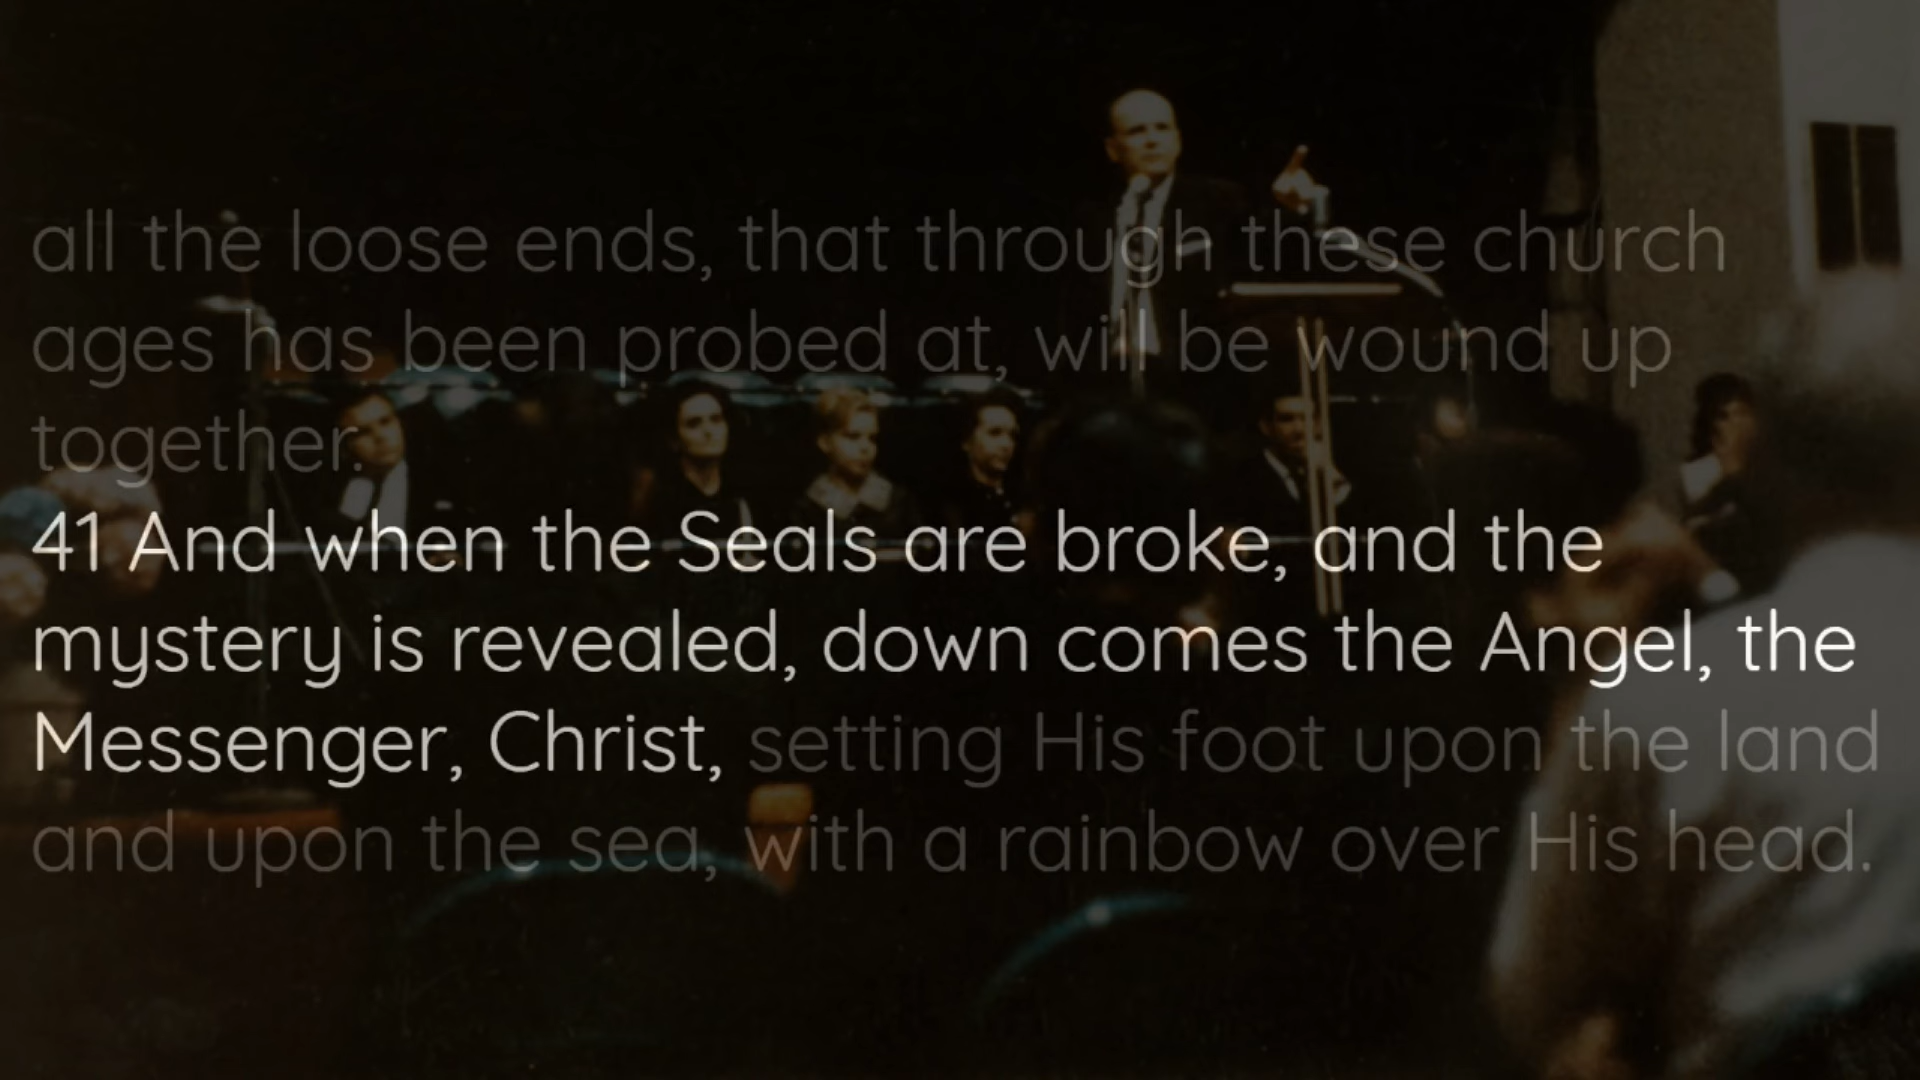 all the loose ends, that through these church
ages has been probed at, will be wound up
together.
41 And when the Seals are broke, and the
mystery is revealed, down comes the Angel, the
Messenger, Christ, setting His foot upon the land
and upon the sea, with a rainbow over His head.